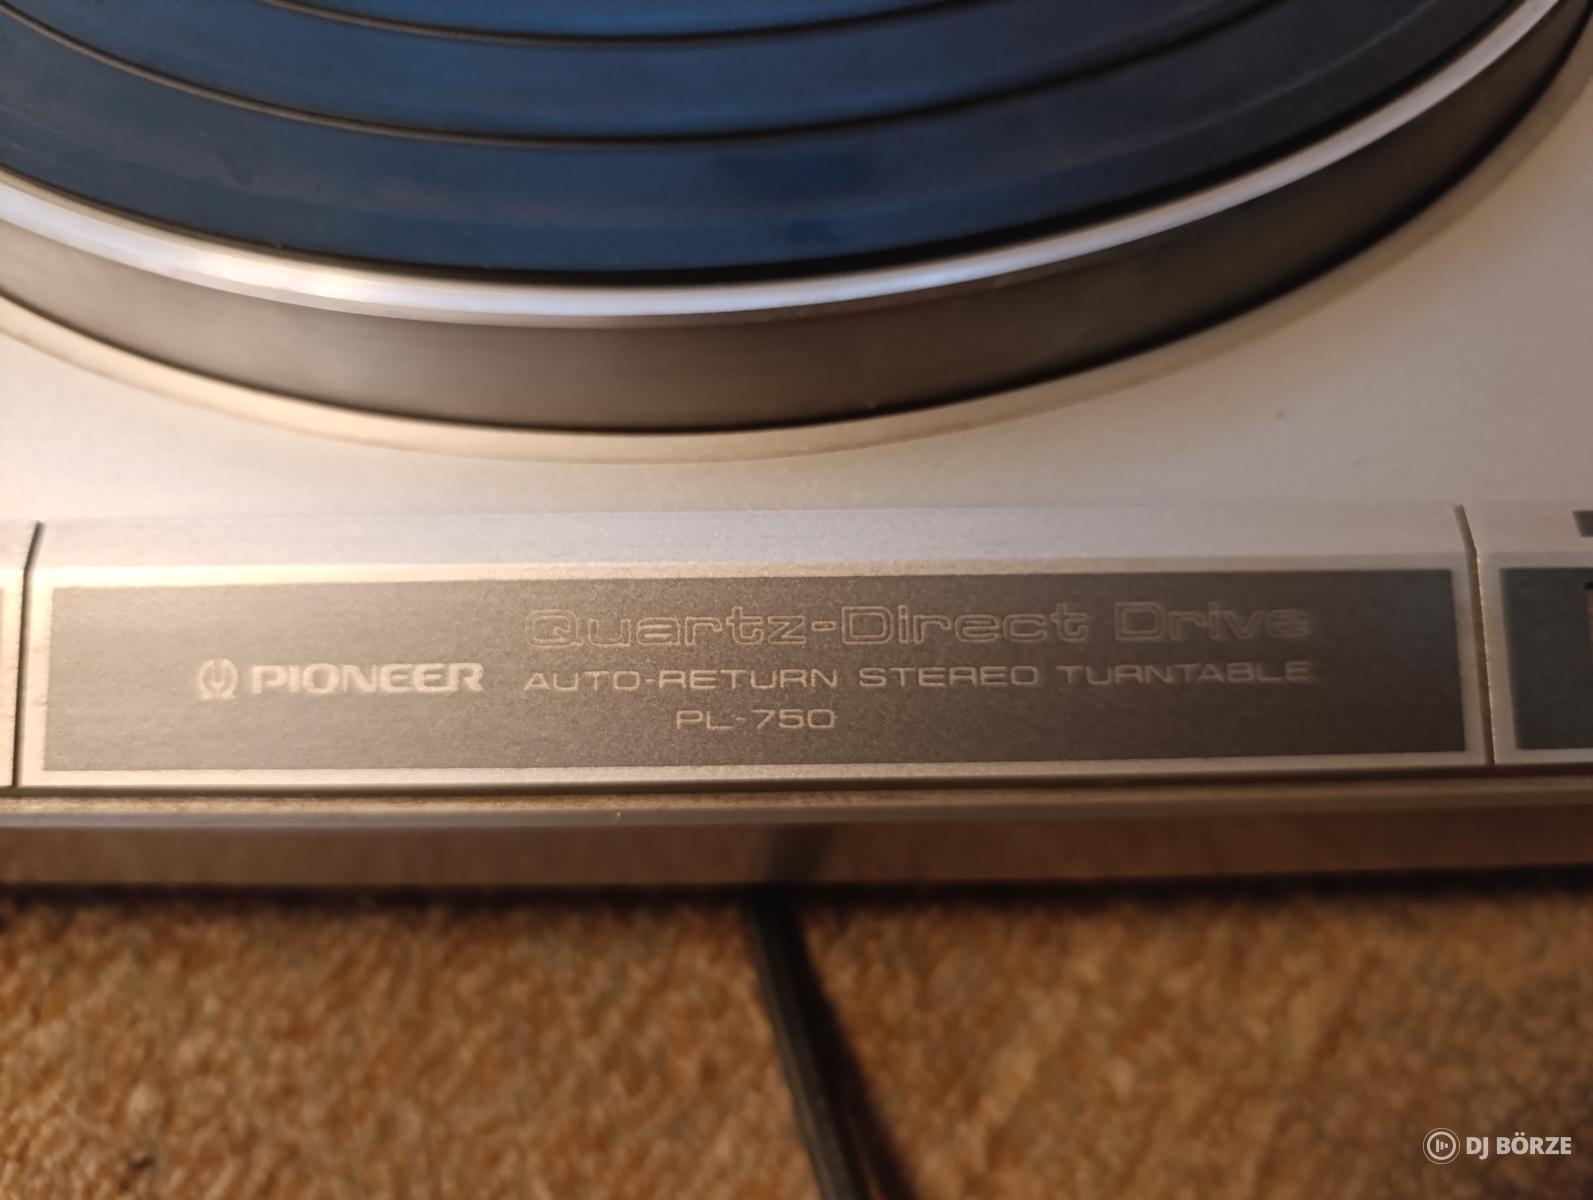 Quartz-Direct Drive
PIONEER AUTO-RETURN STEREO TURNTABLE
PL-750
DJ BÖRZE